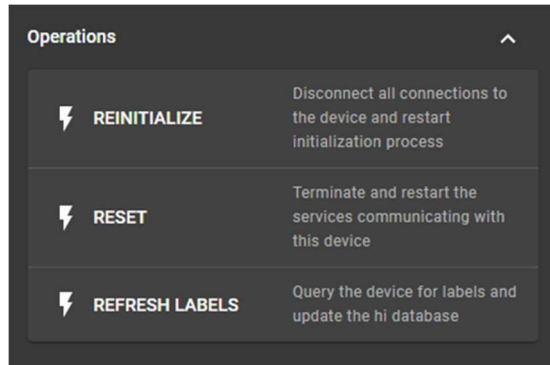 Operations
REINITIALIZE
Disconnect all connections to
the device and restart
initialization process
RESET
Terminate and restart the
services communicating with
this device
REFRESH LABELS
Query the device for labels and
update the hi database